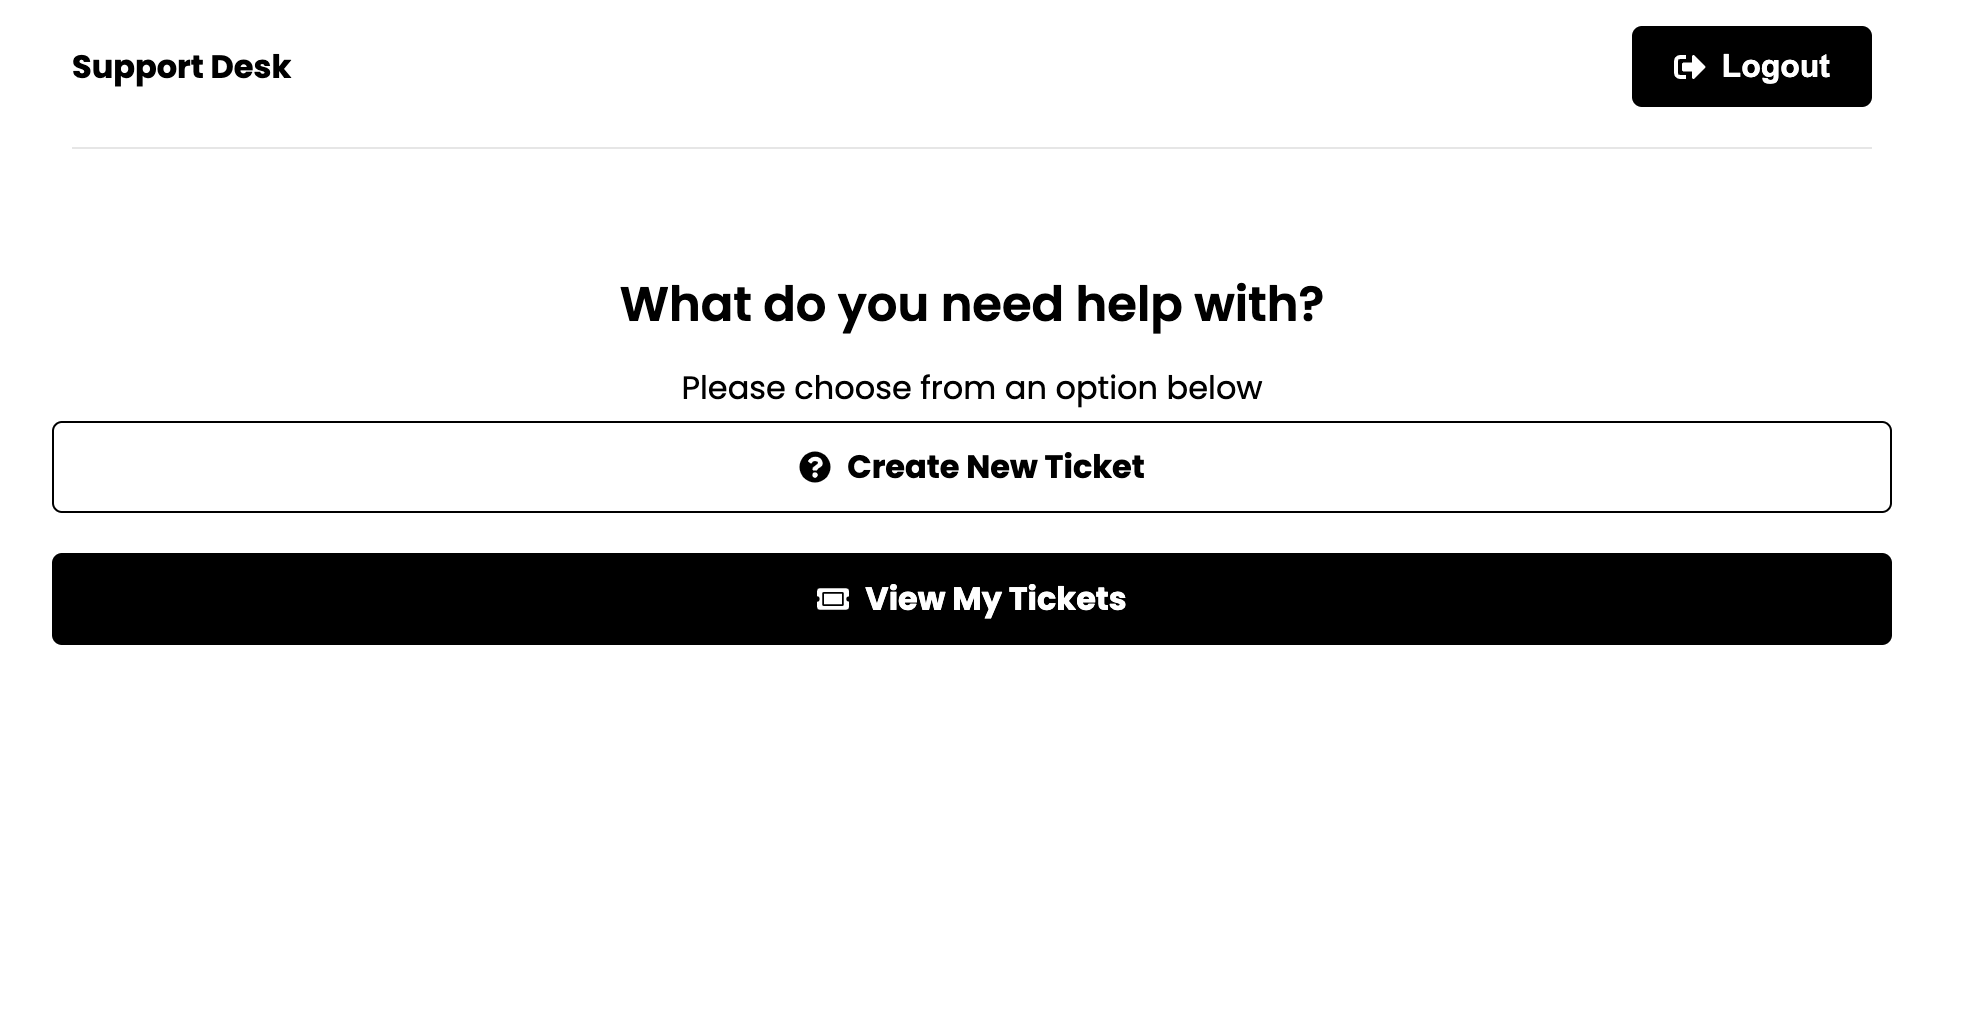 Support Desk
Logout
What do you need help with?
Please choose from an option below
Create New Ticket
View My Tickets